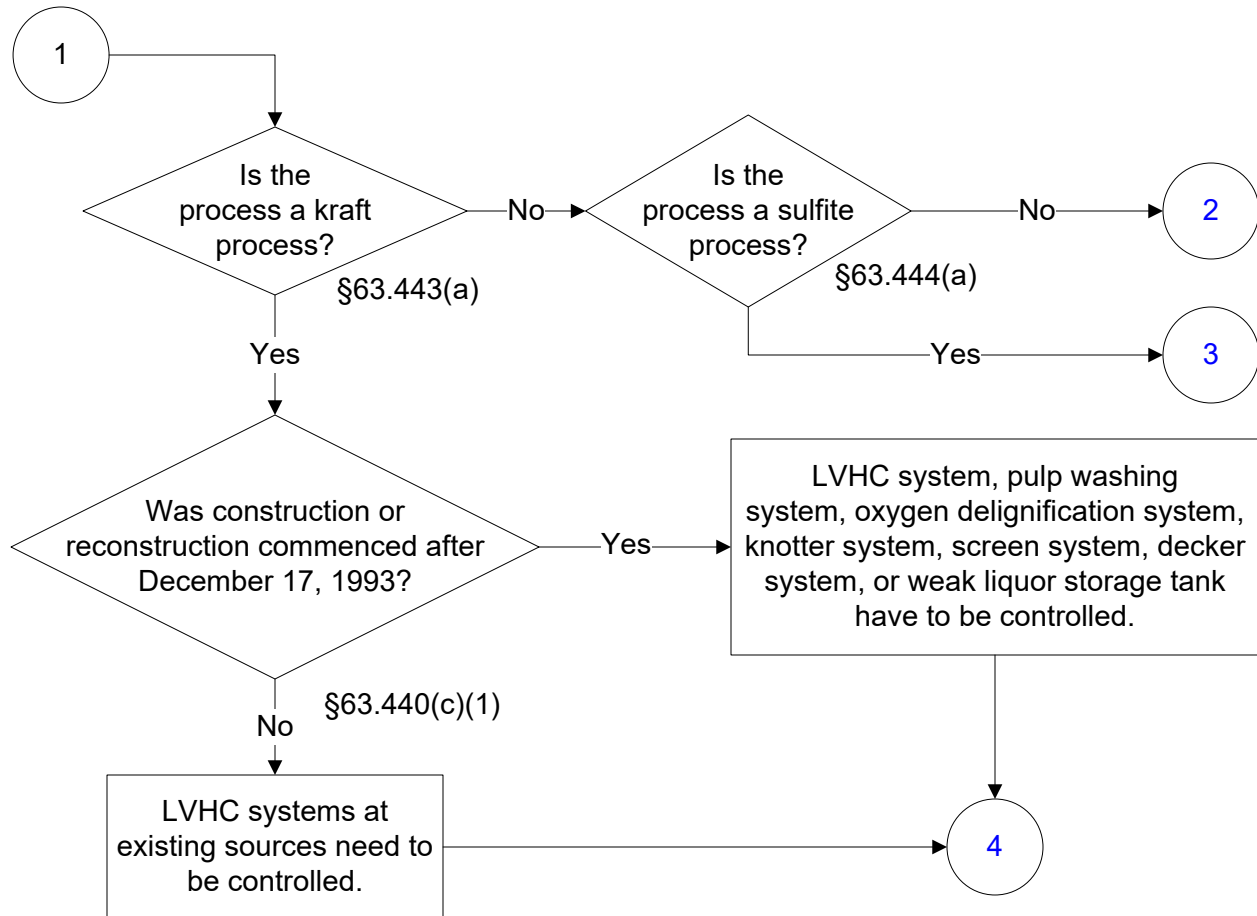 1
Is the
process a kraft
process?
§63.443(a)
No
Is the
process a sulfite
process?
§63.444(a)
No
2
Yes
3
Yes
Was construction or
reconstruction commenced after
December 17, 1993?
§63.440(c)(1)
Yes
LVHC system, pulp washing
system, oxygen delignification system,
knotter system, screen system, decker
system, or weak liquor storage tank
have to be controlled.
No
LVHC systems at
existing sources need to
be controlled.
4